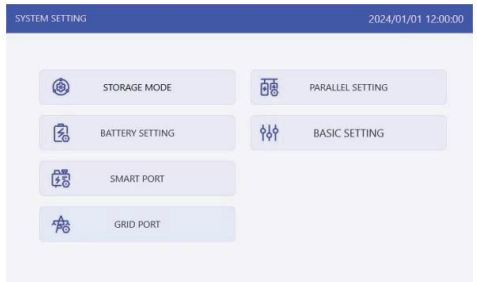 SYSTEM SETTING 2024/01/01 12:00:00
STORAGE MODE PARALLEL SETTING
BATTERY SETTING BASIC SETTING
SMART PORT
GRID PORT